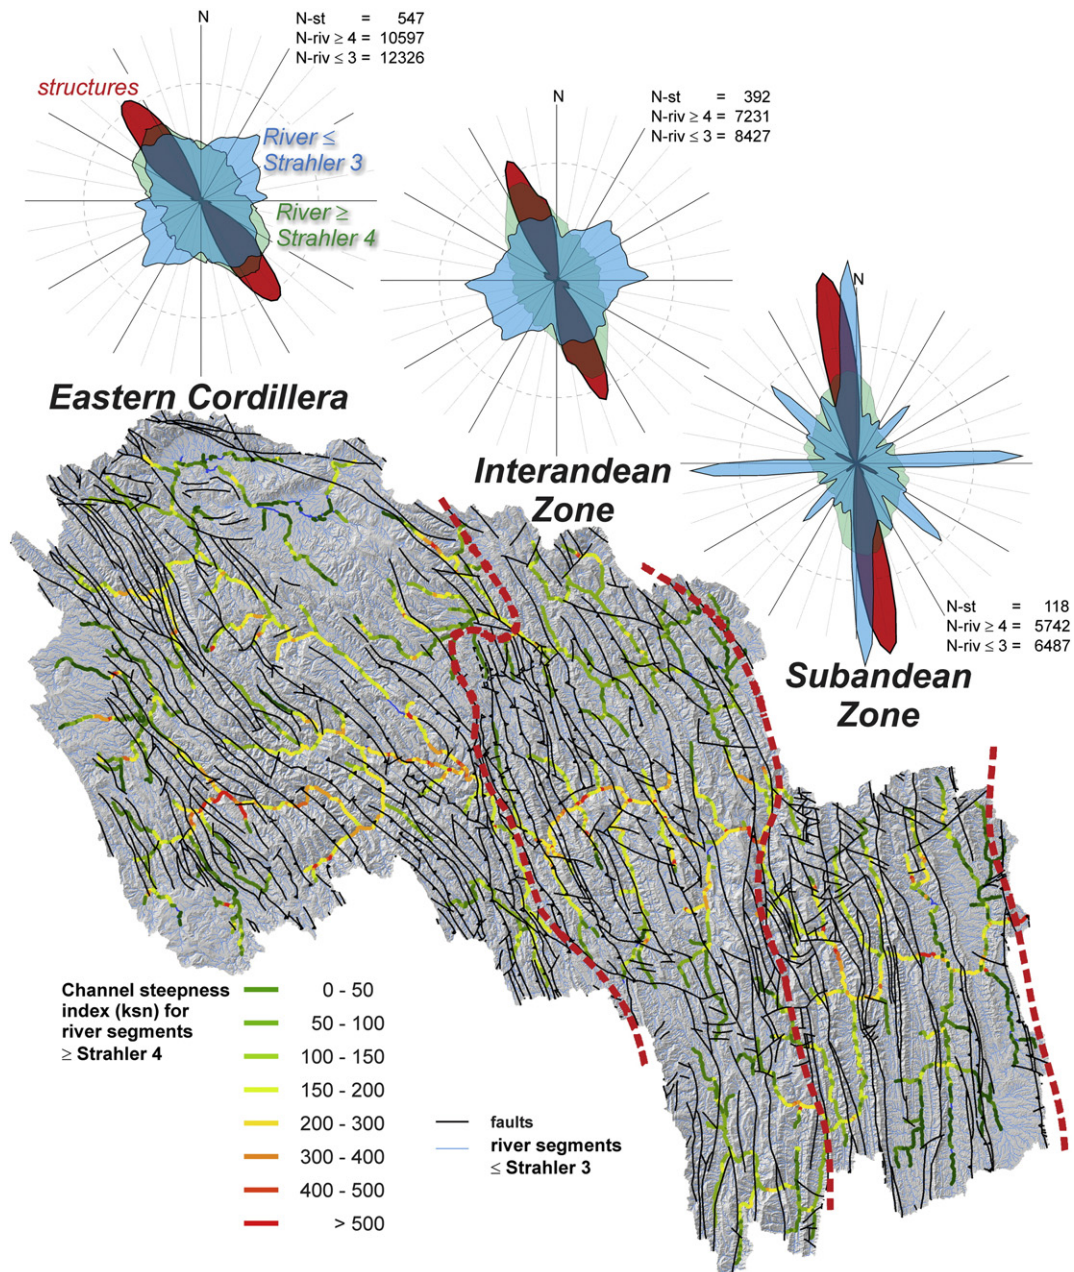 N
N-st = 547
N-riv ≥ 4 = 10597
N-riv ≤ 3 = 12326
structures
River ≤
Strahler 3
River ≥
Strahler 4
N
N-st = 392
N-riv ≥ 4 = 7231
N-riv ≤ 3 = 8427
N
N-st = 118
N-riv ≥ 4 = 5742
N-riv ≤ 3 = 6487
Eastern Cordillera
Interandean
Zone
Subandean
Zone
Channel steepness
index (ksn) for
river segments
≥ Strahler 4
0 - 50
50 - 100
100 - 150
150 - 200
200 - 300
300 - 400
400 - 500
> 500
faults
river segments
≤ Strahler 3